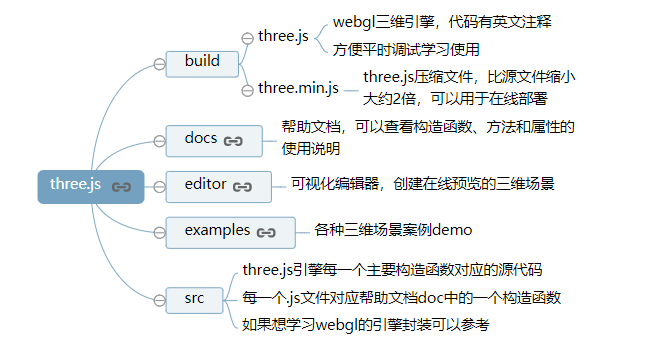 three.js
build
three.js
webgl三维引擎，代码有英文注释
方便平时调试学习使用
three.min.js
three.js压缩文件，比源文件缩小
大约2倍，可以用于在线部署
docs
帮助文档，可以查看构造函数、方法和属性的
使用说明
editor
可视化编辑器，创建在线预览的三维场景
examples
各种三维场景案例demo
src
three.js引擎每一个主要构造函数对应的源代码
每一个.js文件对应帮助文档doc中的一个构造函数
如果想学习webgl的引擎封装可以参考